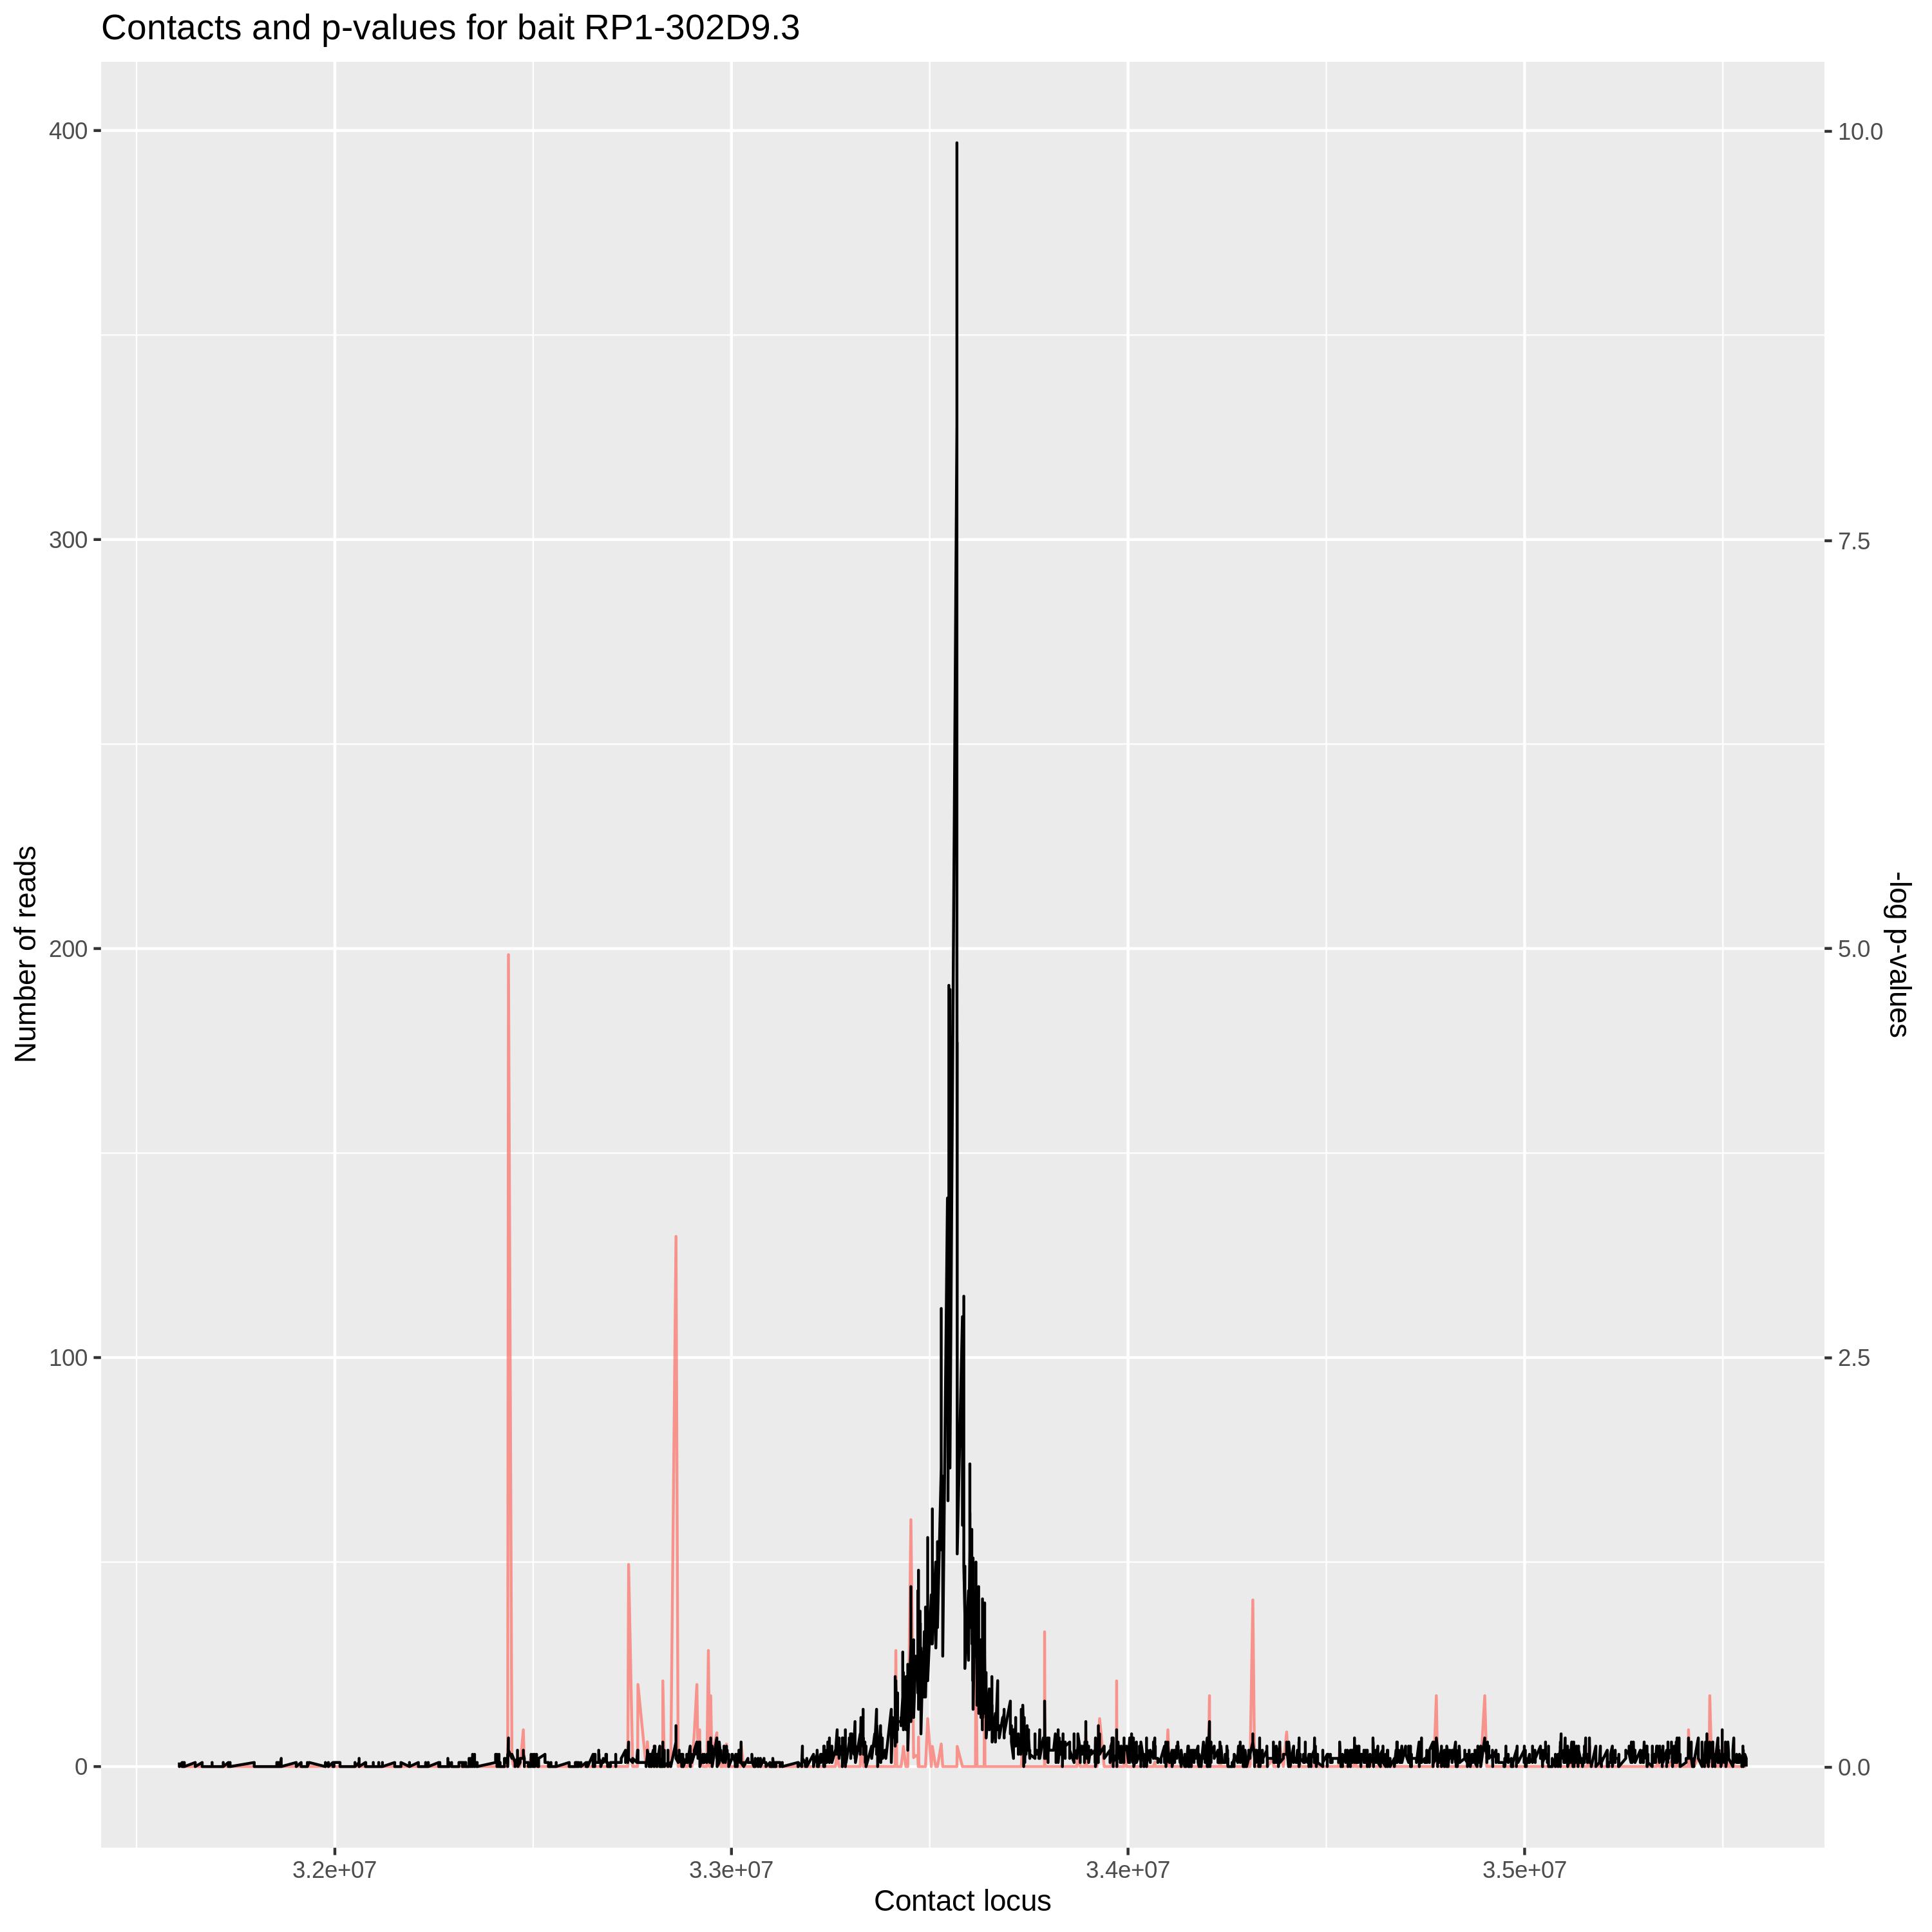 Contacts and p-values for bait RP1-302D9.3
400
300
200
100
0
10.0
7.5
5.0
2.5
0.0
Number of reads
-log p-values
3.2e+07
3.3e+07
3.4e+07
3.5e+07
Contact locus